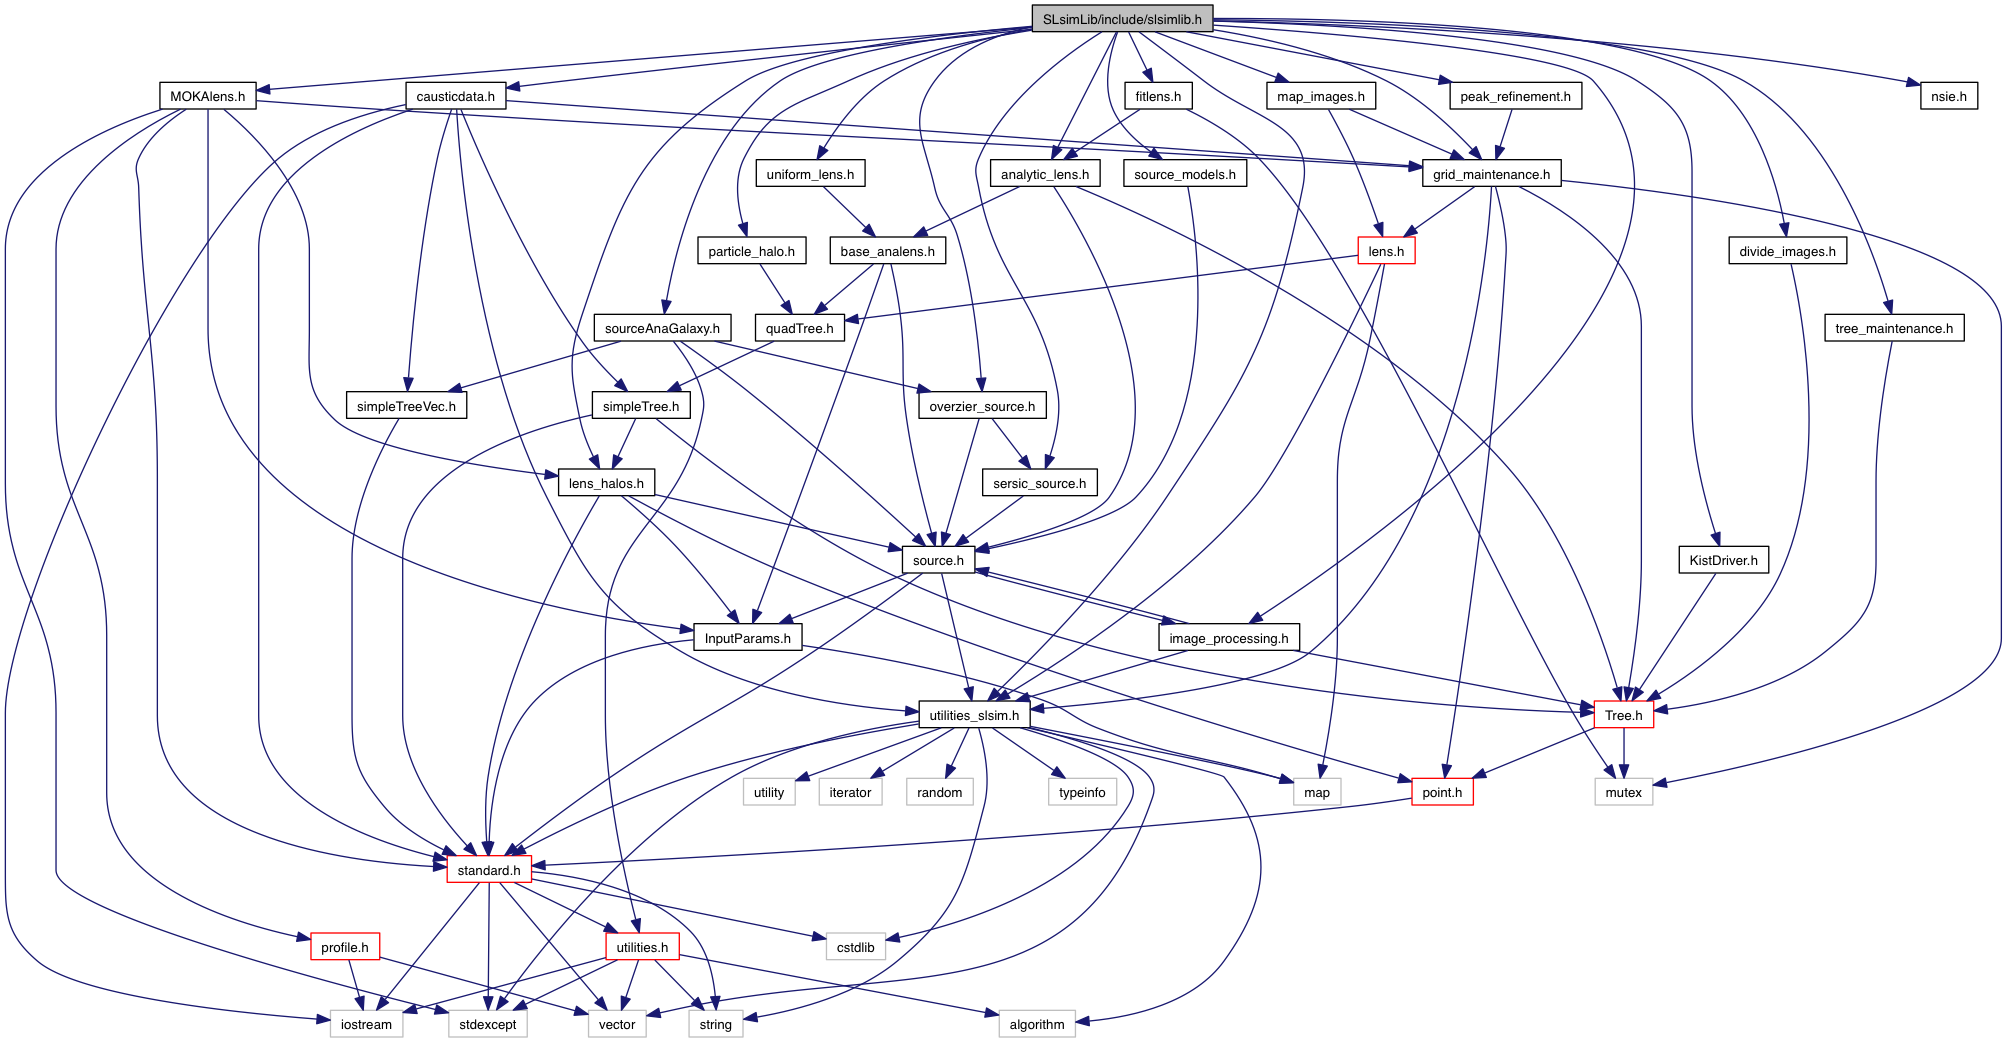 SLsimLib/include/slsimlib.h
MOKAlens.h
causticdata.h
fitlens.h
map_images.h
peak_refinement.h
nsie.h
uniform_lens.h
analytic_lens.h
source_models.h
grid_maintenance.h
particle_halo.h
base_analens.h
lens.h
divide_images.h
sourceAnaGalaxy.h
quadTree.h
tree_maintenance.h
simpleTreeVec.h
simpleTree.h
overzier_source.h
lens_halos.h
sersic_source.h
source.h
KistDriver.h
InputParams.h
image_processing.h
utilities_slsim.h
Tree.h
utility
iterator
random
typeinfo
map
point.h
mutex
standard.h
profile.h
utilities.h
cstdlib
iostream
stdexcept
vector
string
algorithm